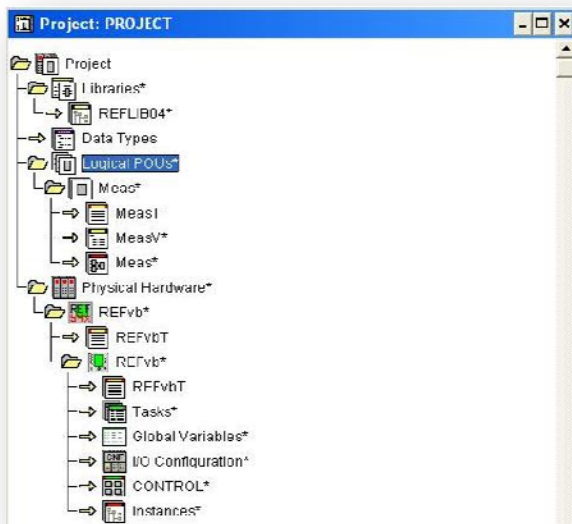 Project: PROJECT
Project
Libraries*
REFLIB04*
Data Types
Logical POUs*
Meas*
MeasT
MeasV*
Meas*
Physical Hardware*
REFvb*
REFvbT
REFvb*
REFvbT
Tasks*
Global Variables*
I/O Configuration*
CONTROL*
Instances*